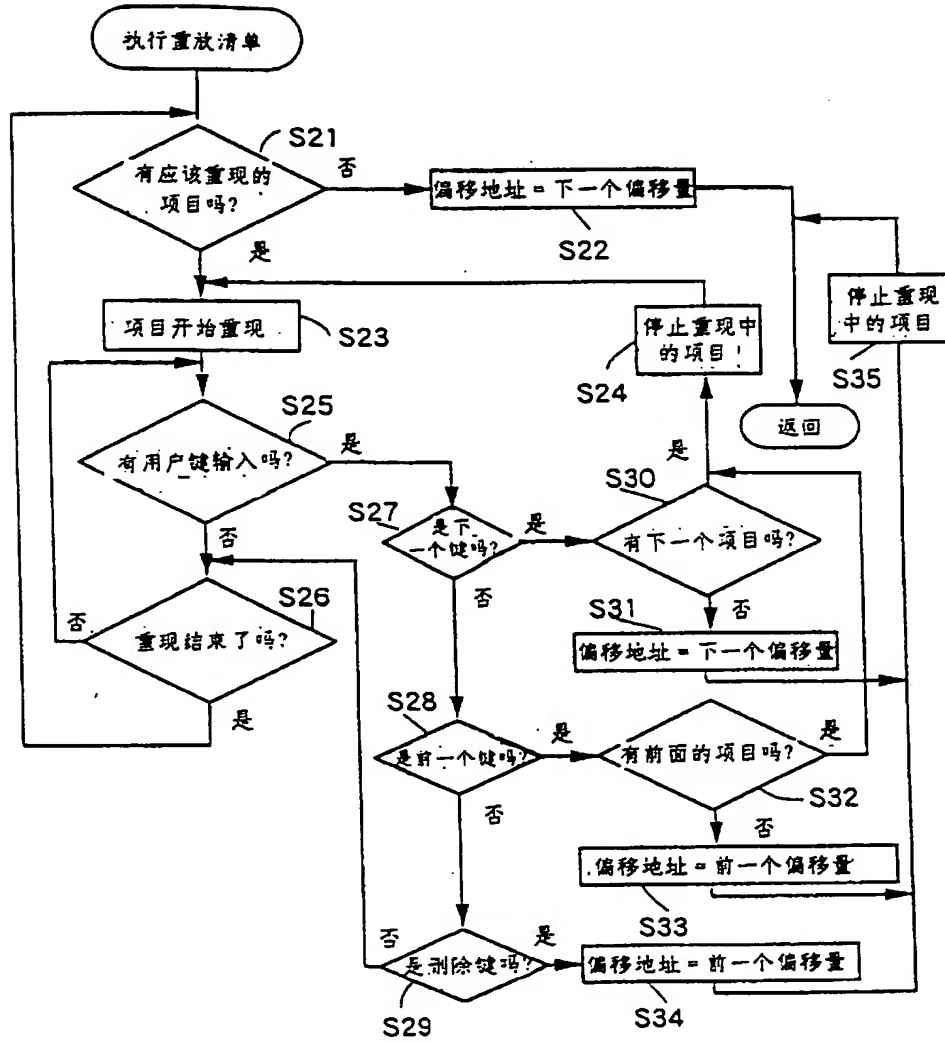 执行重放清单
S21
有应该重现的
项目吗?
否
偏移地址=下一个偏移量
S22
是
项目开始重现
S23
停止重现中
的项目!
S24
停止重现
中的项目
S35
返回
S25
有用户键输入吗?
是
否
S27
是下
一个键吗?
是
否
S30
有下一个项目吗?
是
否
S26
重现结束了吗?
否
是
S31
偏移地址=下一个偏移量
S28
是前一个键吗?
是
否
有前面的项目吗?
是
S32
否
偏移地址=前一个偏移量
S33
否
是删除键吗?
是
S29
偏移地址=前一个偏移量
S34